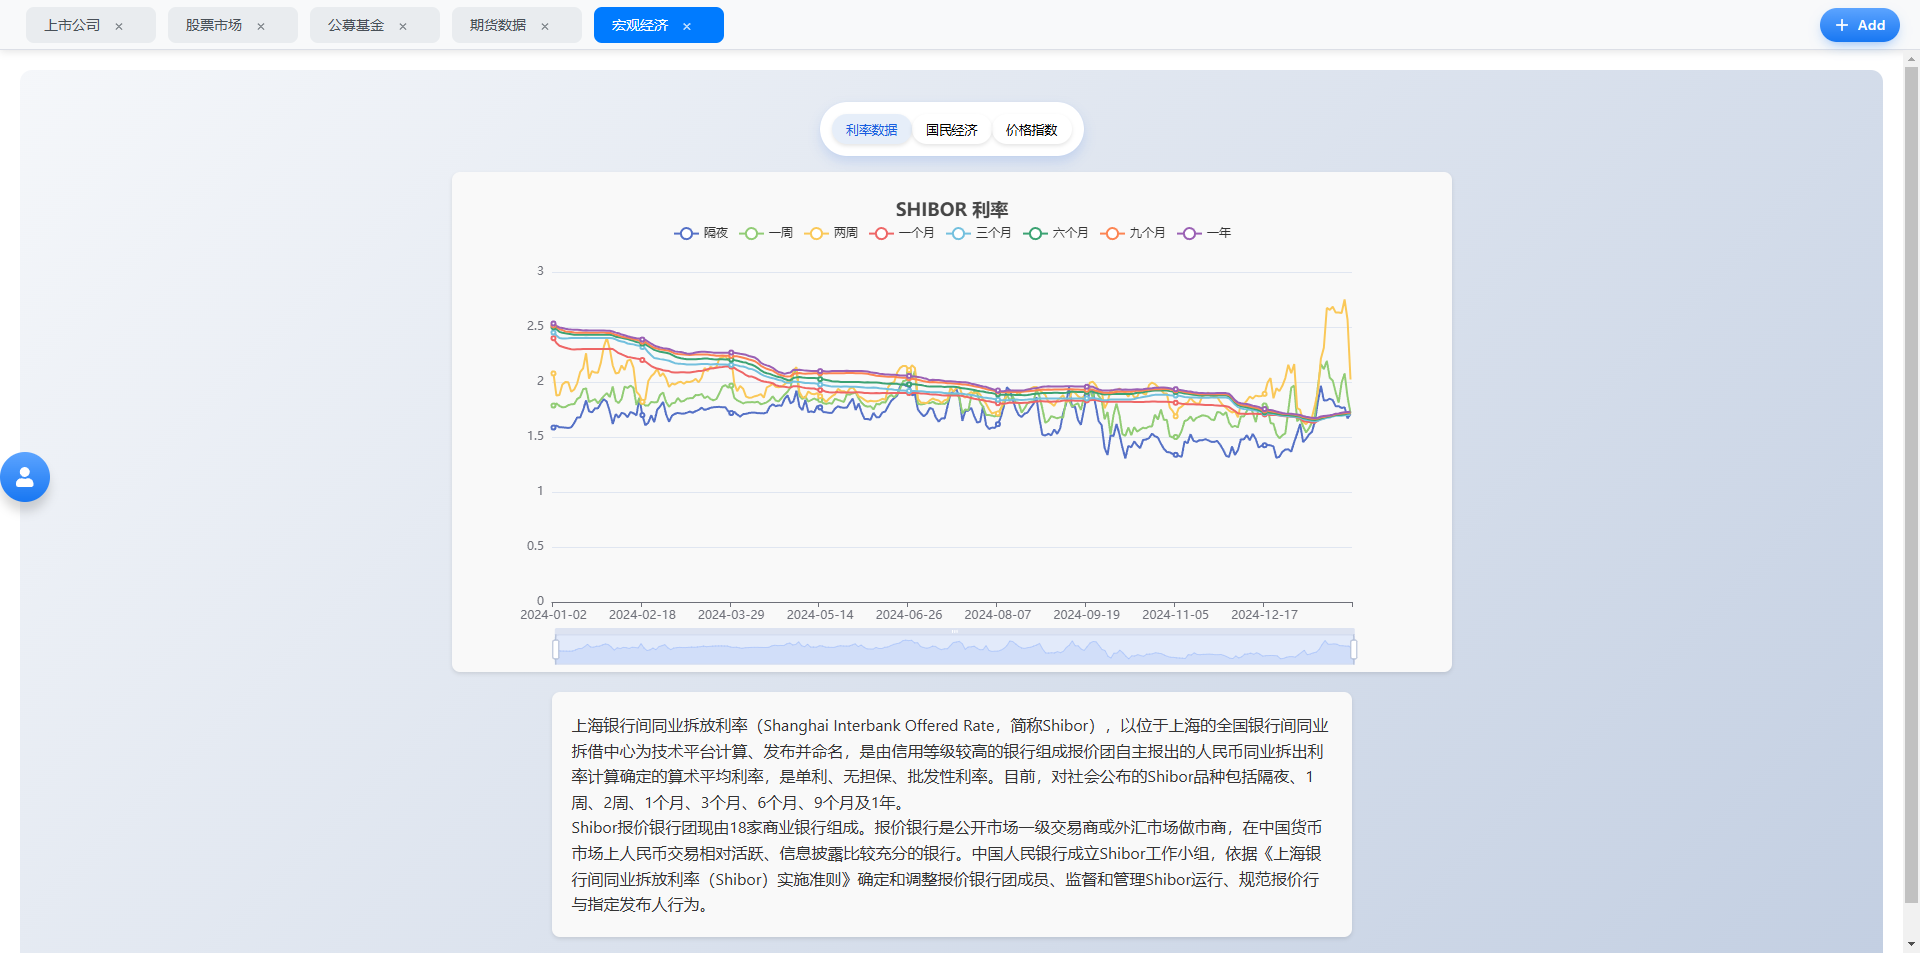 上市公司 × 股票市场 × 公募基金 × 期货数据 × 宏观经济 × + Add
利率数据 国民经济 价格指数
SHIBOR 利率
隔夜 一周 两周 一个月 三个月 六个月 九个月 一年
3
2.5
2
1.5
1
0.5
0
2024-01-02 2024-02-18 2024-03-29 2024-05-14 2024-06-26 2024-08-07 2024-09-19 2024-11-05 2024-12-17
上海银行间同业拆放利率（Shanghai Interbank Offered Rate，简称Shibor），以位于上海的全国银行间同业
拆借中心为技术平台计算、发布并命名，是由信用等级较高的银行组成报价团自主报出的人民币同业拆出利
率计算确定的算术平均利率，是单利、无担保、批发性利率。目前，对社会公布的Shibor品种包括隔夜、1
周、2周、1个月、3个月、6个月、9个月及1年。
Shibor报价银行团现由18家商业银行组成。报价银行是公开市场一级交易商或外汇市场做市商，在中国货币
市场上人民币交易相对活跃、信息披露比较充分的银行。中国人民银行成立Shibor工作小组，依据《上海银
行间同业拆放利率（Shibor）实施准则》确定和调整报价银行团成员、监督和管理Shibor运行、规范报价行
与指定发布人行为。